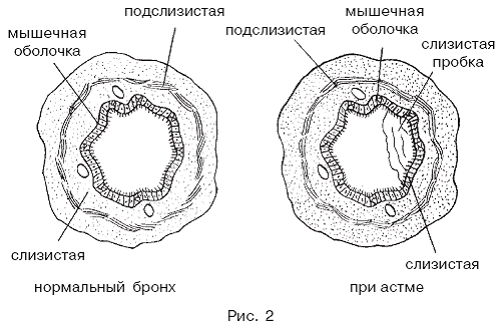 подслизистая
мышечная
оболочка
слизистая
нормальный бронх
мышечная
оболочка
подслизистая
слизистая
пробка
слизистая
при астме
Рис. 2